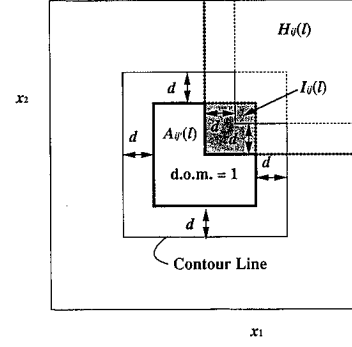 H_ij(l)
d
I_ij(l)
x2
A_ij(l)
d
d
d
d
d.o.m. = 1
d
Contour Line
x1